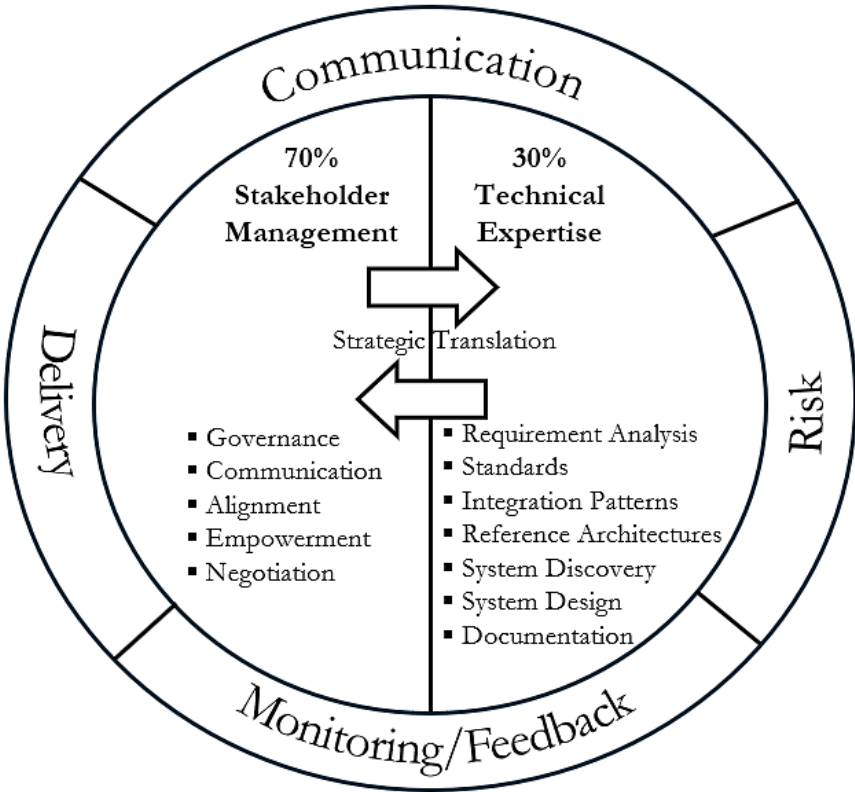 Communication
70%
Stakeholder
Management
30%
Technical
Expertise
Strategic Translation
Delivery
Risk
▪ Governance
▪ Communication
▪ Alignment
▪ Empowerment
▪ Negotiation
▪ Requirement Analysis
▪ Standards
▪ Integration Patterns
▪ Reference Architectures
▪ System Discovery
▪ System Design
▪ Documentation
Monitoring/Feedback